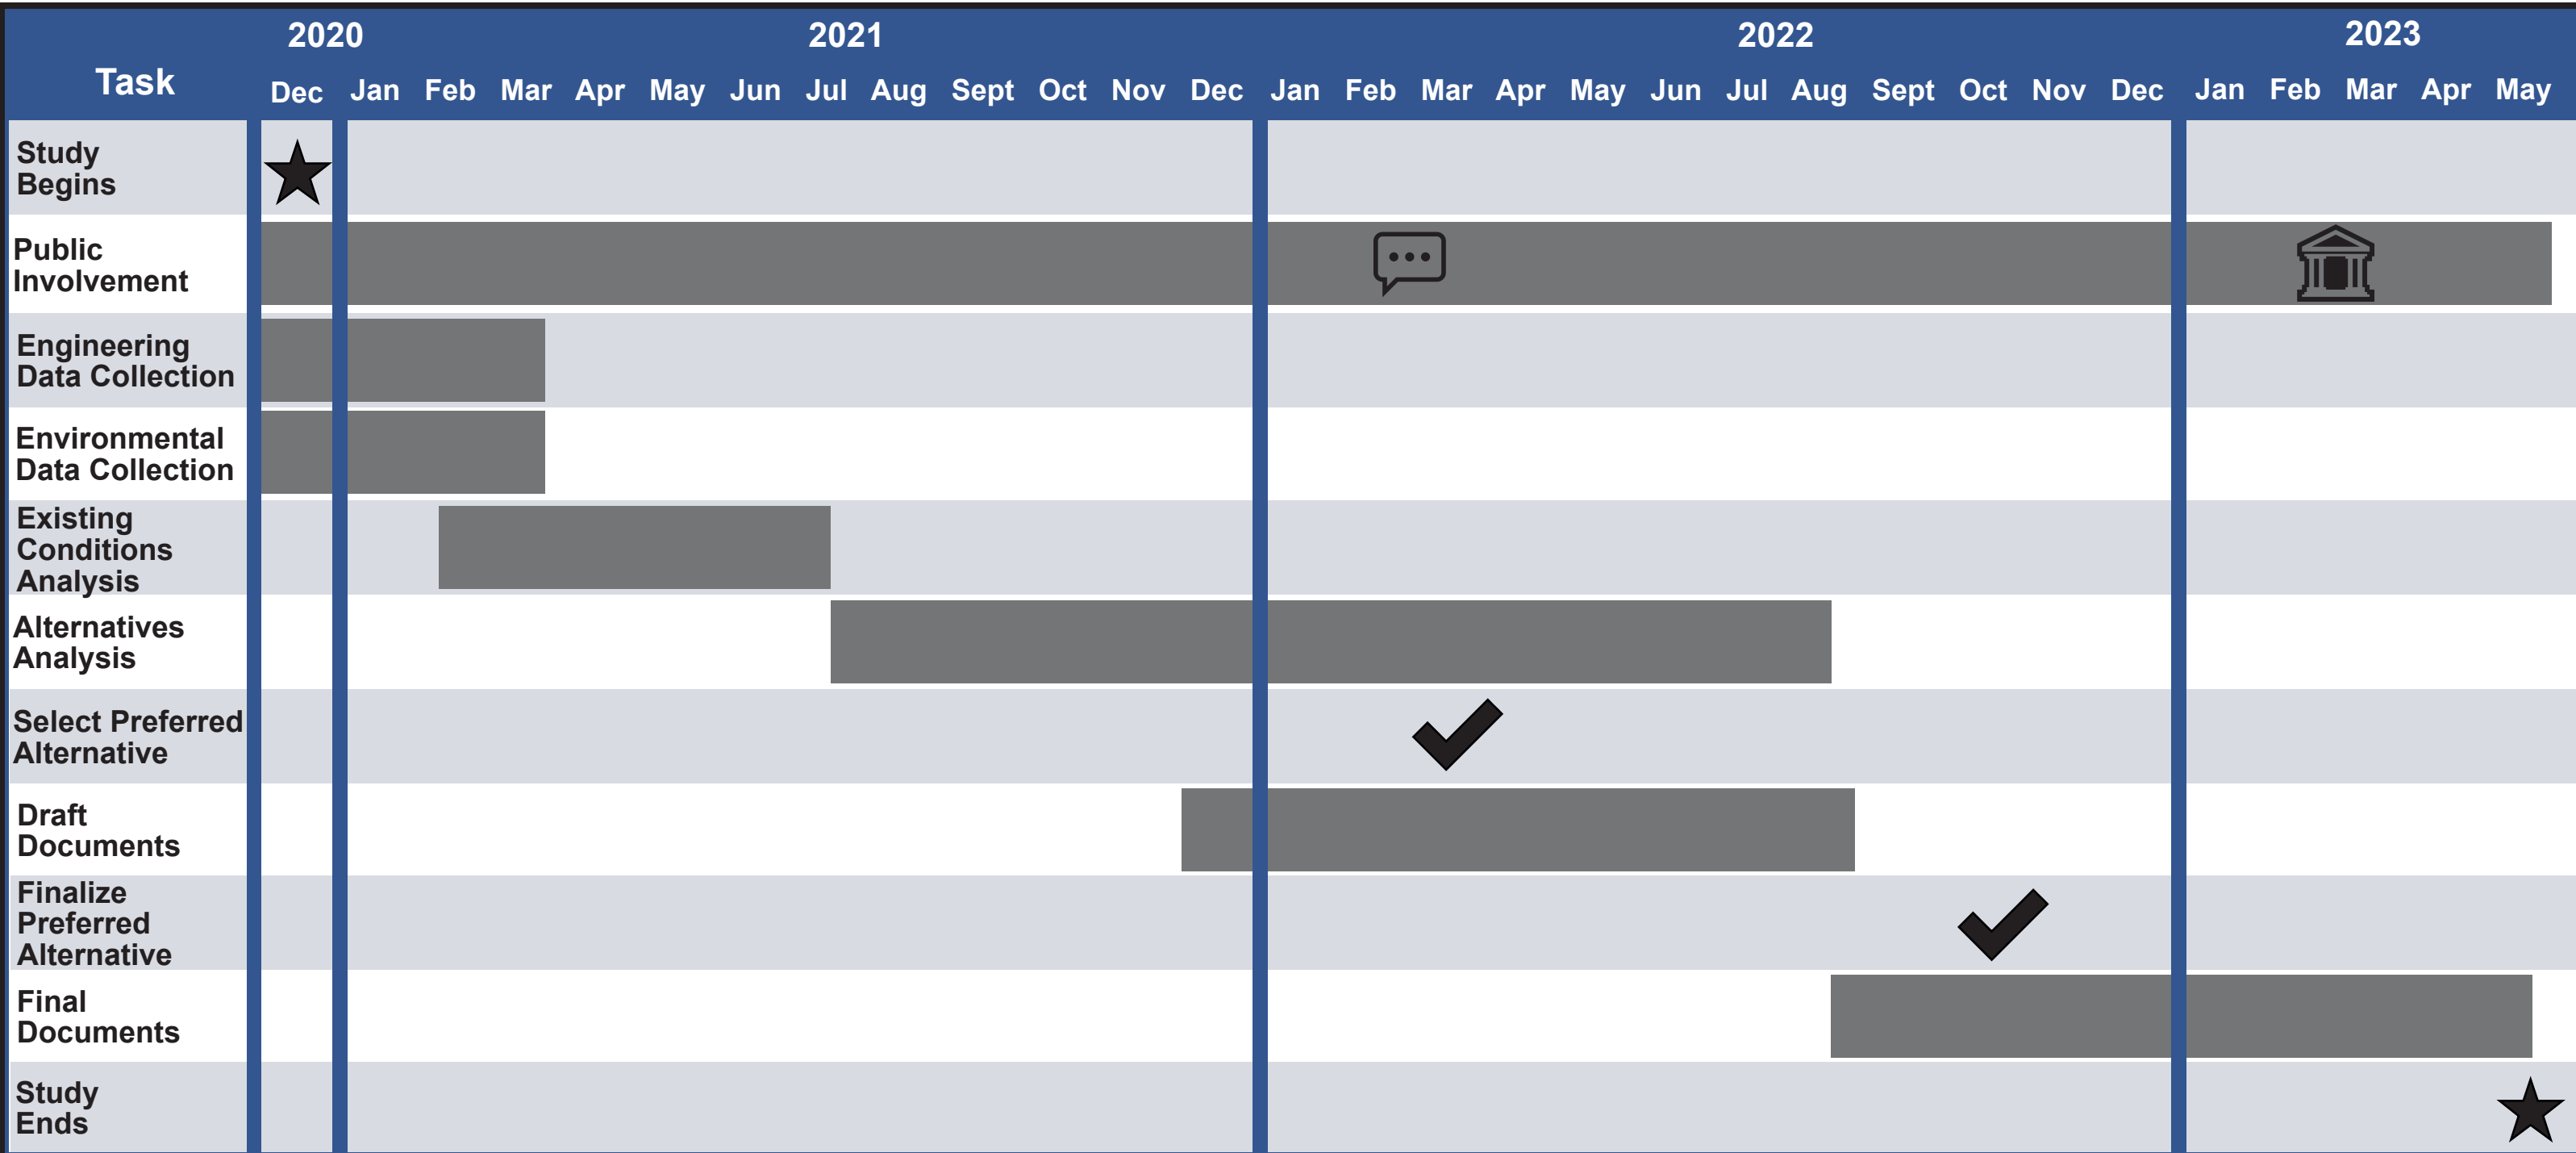 2020 2021 2022 2023
Task
Dec Jan Feb Mar Apr May Jun Jul Aug Sept Oct Nov Dec Jan Feb Mar Apr May Jun Jul Aug Sept Oct Nov Dec Jan Feb Mar Apr May
Study
Begins
Public
Involvement
Engineering
Data Collection
Environmental
Data Collection
Existing
Conditions
Analysis
Alternatives
Analysis
Select Preferred
Alternative
Draft
Documents
Finalize
Preferred
Alternative
Final
Documents
Study
Ends